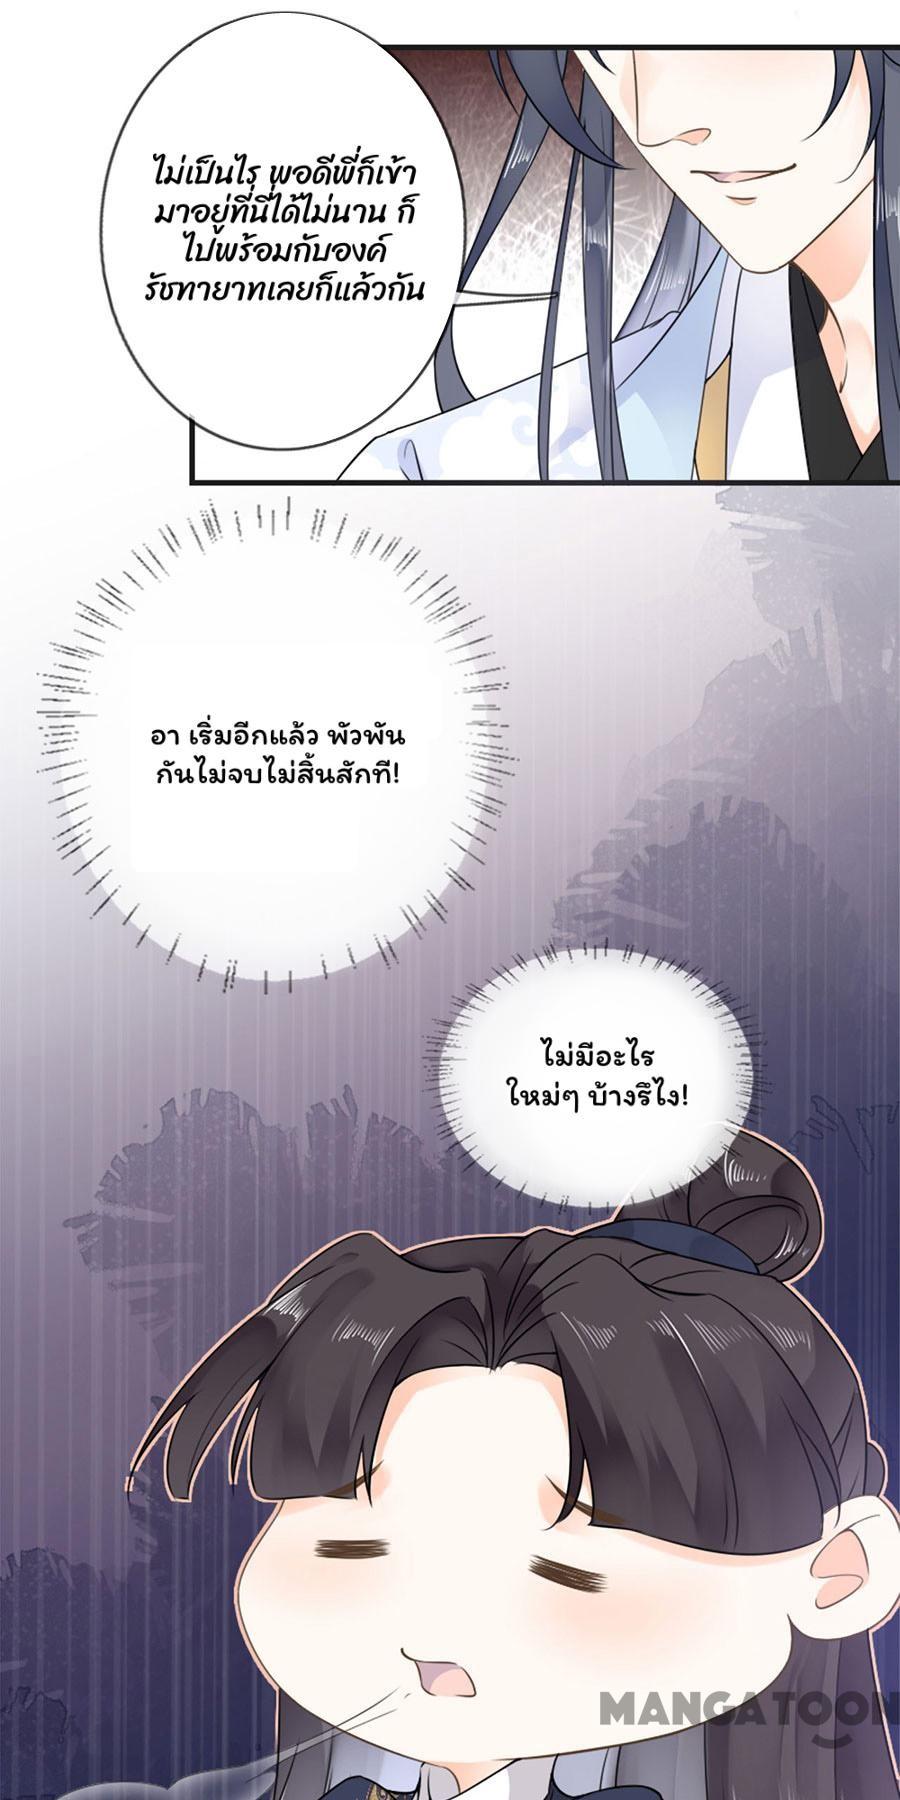 ไม่เป็นไร พอดีพี่ก็เข้า
มาอยู่ที่นี่ได้ไม่นาน ก็
ไปพร้อมกับองค์
รัชทายาทเลยก็แล้วกัน
อา เริ่มอีกแล้ว พัวพัน
กันไม่จบไม่สิ้นสักที!
ไม่มีอะไร
ใหม่ๆ บ้างรึไง!
MANGATOON